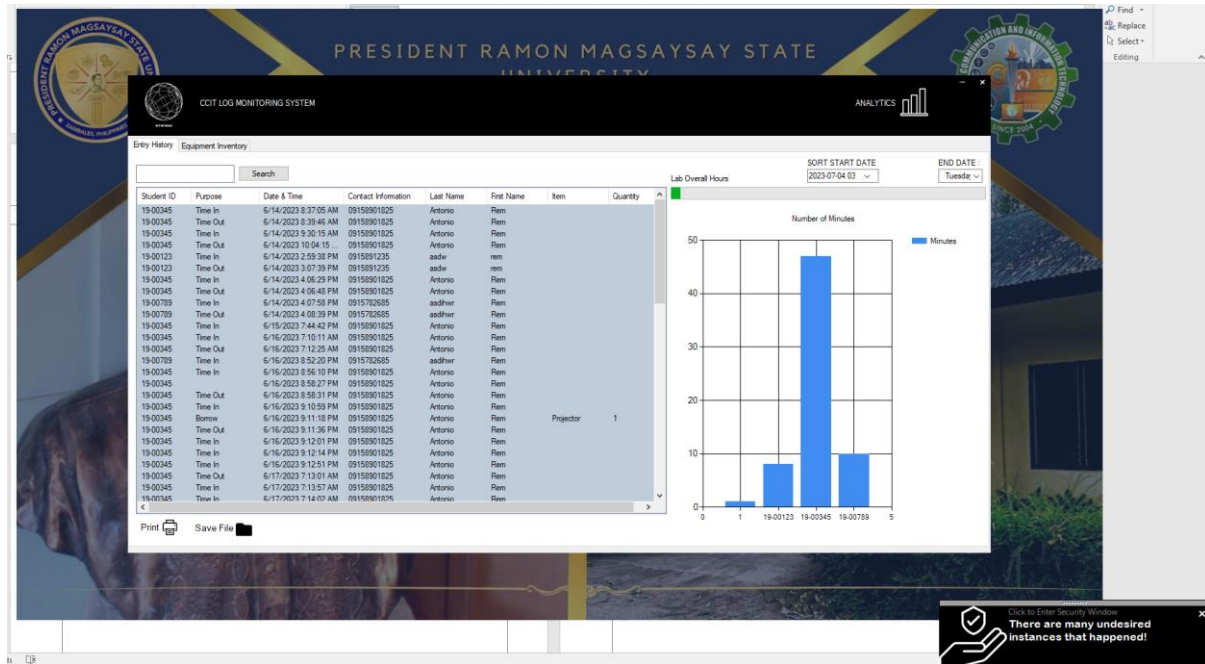 Find
Replace
Select
Editing
PRESIDENT RAMON MAGSAYSAY STATE
UNIVERSITY
CCIT LOG MONITORING SYSTEM
ANALYTICS
Entry History Equipment Inventory
Search
SORT START DATE END DATE :
Lab Overall Hours 2023-07-04 03 Tuesday
Student ID Purpose Date & Time Contact Information Last Name First Name Item Quantity
19-00345 Time In 6/14/2023 8:37:05 AM 09158901825 Antonio Rem
19-00345 Time Out 6/14/2023 8:39:46 AM 09158901825 Antonio Rem
19-00345 Time In 6/14/2023 9:30:15 AM 09158901825 Antonio Rem
19-00345 Time Out 6/14/2023 10:04:15 ... 09158901825 Antonio Rem
19-00123 Time In 6/14/2023 2:59:38 PM 0915891235 asdw rem
19-00123 Time Out 6/14/2023 3:07:39 PM 0915891235 asdw rem
19-00345 Time In 6/14/2023 4:06:29 PM 09158901825 Antonio Rem
19-00345 Time Out 6/14/2023 4:06:48 PM 09158901825 Antonio Rem
19-00789 Time In 6/14/2023 4:07:58 PM 0915782685 asdihwr Rem
19-00789 Time Out 6/14/2023 4:08:39 PM 0915782685 asdihwr Rem
19-00345 Time In 6/15/2023 7:44:42 PM 09158901825 Antonio Rem
19-00345 Time In 6/16/2023 7:10:11 AM 09158901825 Antonio Rem
19-00345 Time Out 6/16/2023 7:12:25 AM 09158901825 Antonio Rem
19-00789 Time In 6/16/2023 8:52:20 PM 0915782685 asdihwr Rem
19-00345 Time In 6/16/2023 8:56:10 PM 09158901825 Antonio Rem
19-00345 6/16/2023 8:58:27 PM 09158901825 Antonio Rem
19-00345 Time Out 6/16/2023 8:58:31 PM 09158901825 Antonio Rem
19-00345 Time In 6/16/2023 9:10:59 PM 09158901825 Antonio Rem
19-00345 Borrow 6/16/2023 9:11:18 PM 09158901825 Antonio Rem Projector 1
19-00345 Time Out 6/16/2023 9:11:36 PM 09158901825 Antonio Rem
19-00345 Time In 6/16/2023 9:12:01 PM 09158901825 Antonio Rem
19-00345 Time In 6/16/2023 9:12:14 PM 09158901825 Antonio Rem
19-00345 Time In 6/16/2023 9:12:51 PM 09158901825 Antonio Rem
19-00345 Time Out 6/17/2023 7:13:01 AM 09158901825 Antonio Rem
19-00345 Time In 6/17/2023 7:13:57 AM 09158901825 Antonio Rem
19-00345 Time In 6/17/2023 7:14:02 AM 09158901825 Antonio Rem
Print Save File
Number of Minutes
Minutes
50
40
30
20
10
0
0 1 19-00123 19-00345 19-00789 5
Click to Enter Security Window
There are many undesired
instances that happened!